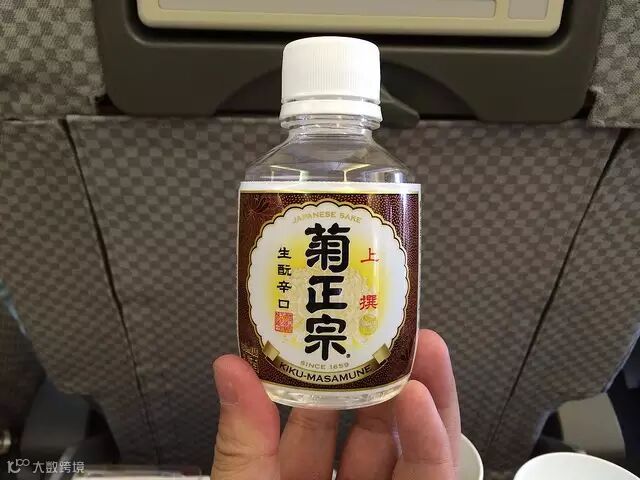 JAPANESE SAKE
菊正宗
上撰
生酛辛口
SINCE 1659
KIKU-MASAMUNE
大数跨境